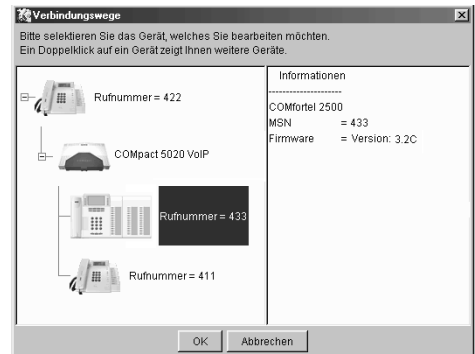 Verbindungswege
Bitte selektieren Sie das Gerät, welches Sie bearbeiten möchten.
Ein Doppelklick auf ein Gerät zeigt Ihnen weitere Geräte.
Rufnummer = 422
COMpact 5020 VoIP
Rufnummer = 433
Rufnummer = 411
Informationen
---------------------
COMfortel 2500
MSN = 433
Firmware = Version: 3.2C
OK
Abbrechen